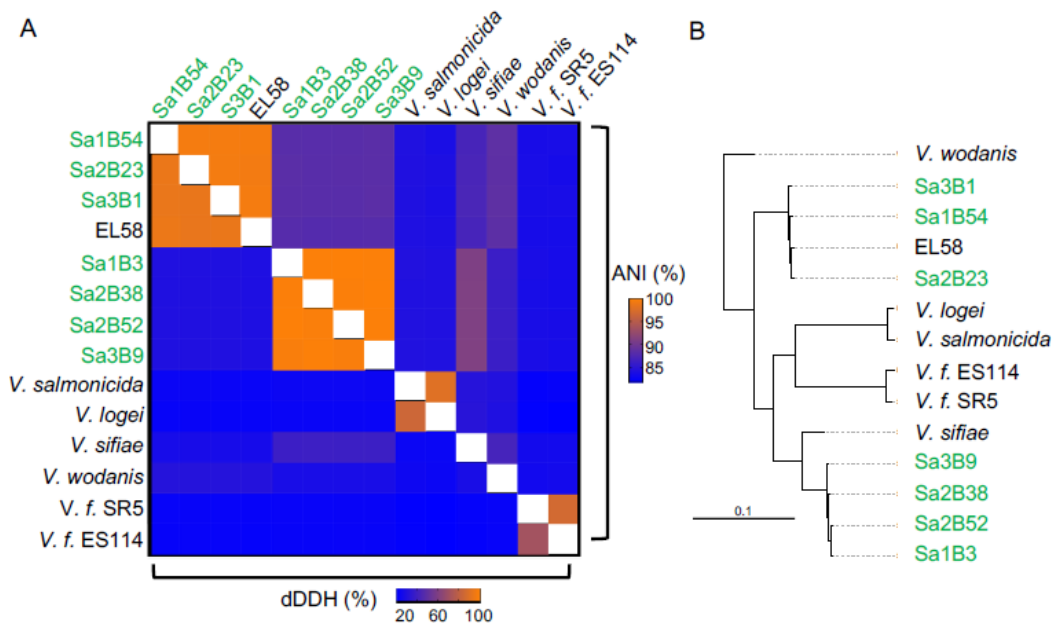 A
Sa1B54
Sa2B23
S3B1
EL58
Sa1B3
Sa2B38
Sa2B52
Sa3B9
V. salmonicida
V. logei
V. sifiae
V. wodanis
V. f. SR5
V. f. ES114
Sa1B54
Sa2B23
Sa3B1
EL58
Sa1B3
Sa2B38
Sa2B52
Sa3B9
V. salmonicida
V. logei
V. sifiae
V. wodanis
V. f. SR5
V. f. ES114
ANI (%)
100
95
90
85
dDDH (%)
20 60 100
B
V. wodanis
Sa3B1
Sa1B54
EL58
Sa2B23
V. logei
V. salmonicida
V. f. ES114
V. f. SR5
V. sifiae
Sa3B9
Sa2B38
Sa2B52
Sa1B3
0.1